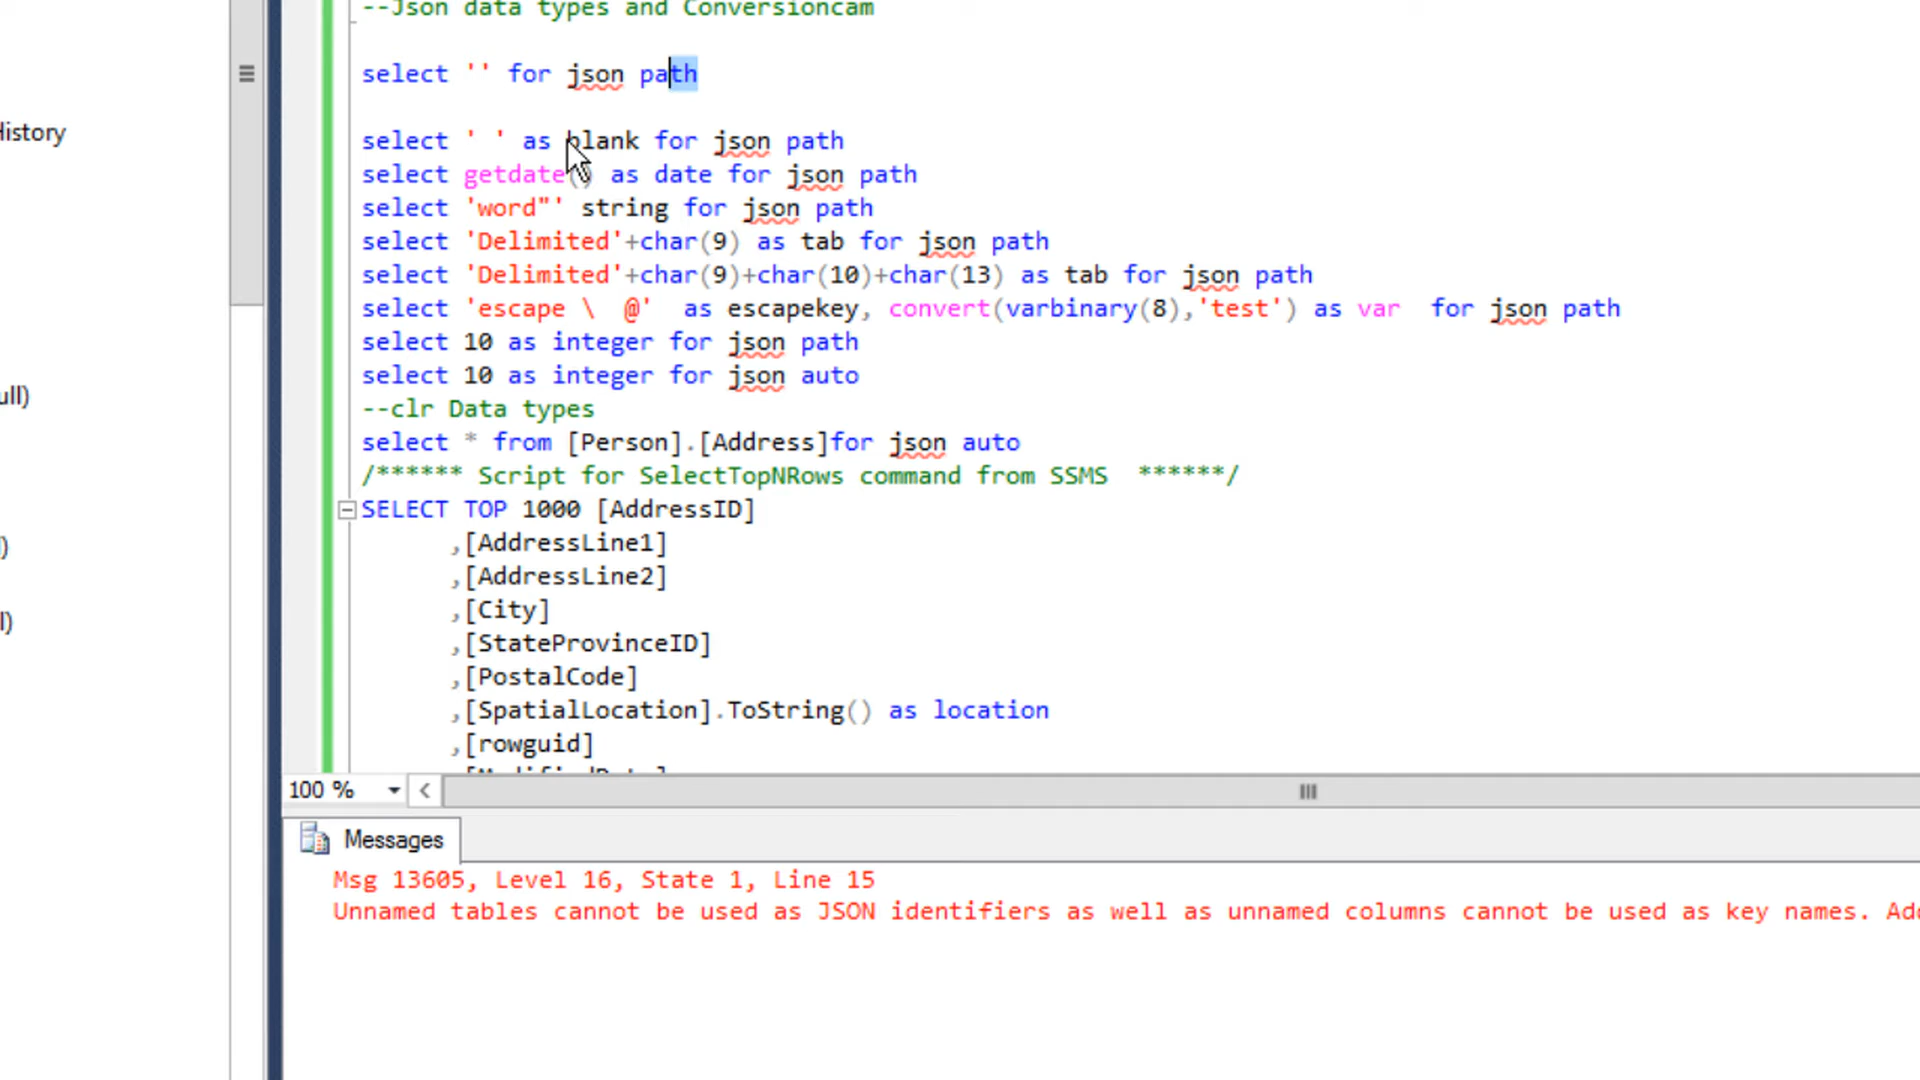 --Json data types and Conversioncam
select '' for json path
History
select ' ' as blank for json path
select getdate() as date for json path
select 'word"' string for json path
select 'Delimited'+char(9) as tab for json path
select 'Delimited'+char(9)+char(10)+char(13) as tab for json path
select 'escape \  @'  as escapekey, convert(varbinary(8),'test') as var  for json path
select 10 as integer for json path
select 10 as integer for json auto
ull)
--clr Data types
select * from [Person].[Address]for json auto
/****** Script for SelectTopNRows command from SSMS  ******/
SELECT TOP 1000 [AddressID]
,[AddressLine1]
,[AddressLine2]
,[City]
,[StateProvinceID]
,[PostalCode]
,[SpatialLocation].ToString() as location
,[rowguid]
100 %
Messages
Msg 13605, Level 16, State 1, Line 15
Unnamed tables cannot be used as JSON identifiers as well as unnamed columns cannot be used as key names. Ad